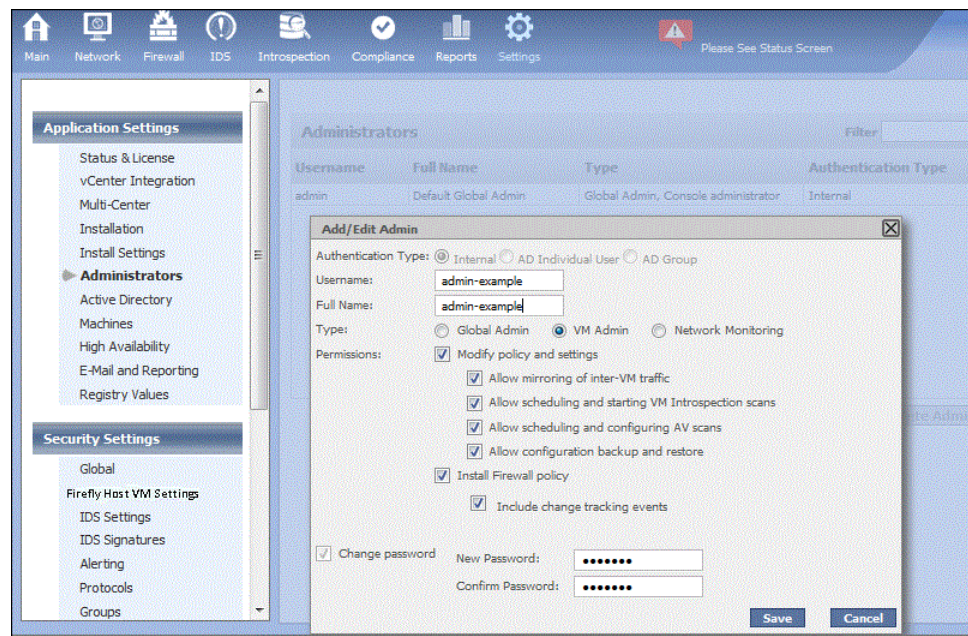 Main Network Firewall IDS Introspection Compliance Reports Settings
Please See Status Screen
Application Settings
Status & License
vCenter Integration
Multi-Center
Installation
Install Settings
Administrators
Active Directory
Machines
High Availability
E-Mail and Reporting
Registry Values
Security Settings
Global
Firefly Host VM Settings
IDS Settings
IDS Signatures
Alerting
Protocols
Groups
Administrators Filter
Username Full Name Type Authentication Type
admin Default Global Admin Global Admin, Console administrator Internal
Add/Edit Admin
Authentication Type: Internal AD Individual User AD Group
Username: admin-example
Full Name: admin-example
Type: Global Admin VM Admin Network Monitoring
Permissions: Modify policy and settings
Allow mirroring of inter-VM traffic
Allow scheduling and starting VM Introspection scans
Allow scheduling and configuring AV scans
Allow configuration backup and restore
Install Firewall policy
Include change tracking events
Change password New Password: •••••••
Confirm Password: •••••••
Save Cancel